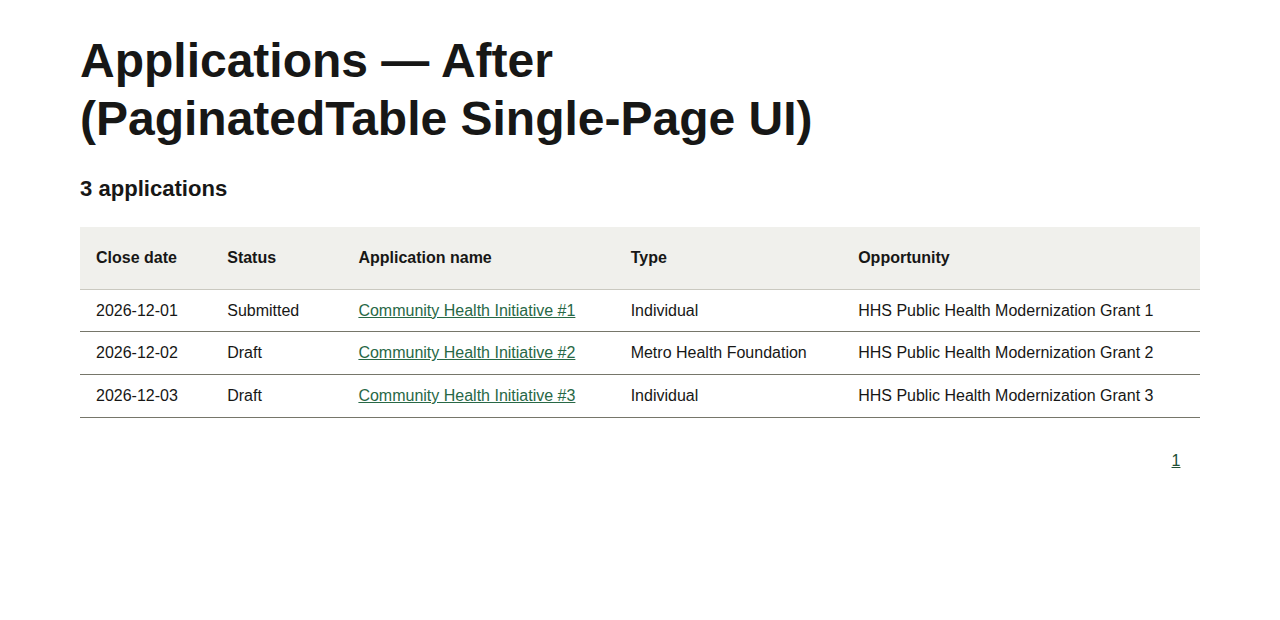 Applications — After
(PaginatedTable Single-Page UI)
3 applications
Close date Status Application name Type Opportunity
2026-12-01 Submitted Community Health Initiative #1 Individual HHS Public Health Modernization Grant 1
2026-12-02 Draft Community Health Initiative #2 Metro Health Foundation HHS Public Health Modernization Grant 2
2026-12-03 Draft Community Health Initiative #3 Individual HHS Public Health Modernization Grant 3
1